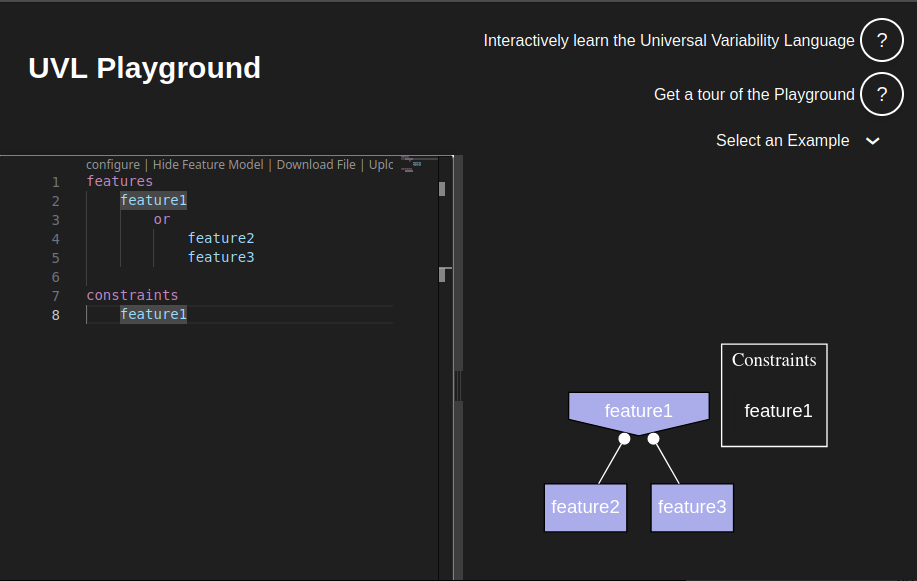 UVL Playground
Interactively learn the Universal Variability Language ?
Get a tour of the Playground ?
Select an Example
configure | Hide Feature Model | Download File | Uplc
1 features
2 feature1
3 or
4 feature2
5 feature3
6
7 constraints
8 feature1
Constraints
feature1
feature1
feature2 feature3